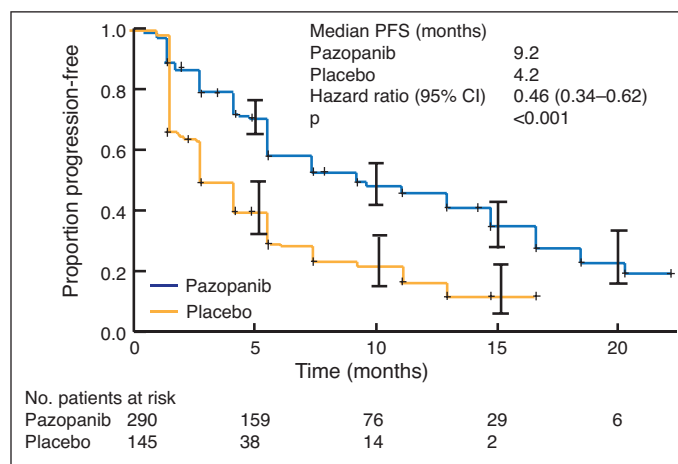 Median PFS (months)
Pazopanib 9.2
Placebo 4.2
Hazard ratio (95% CI) 0.46 (0.34–0.62)
p <0.001
Proportion progression-free
1.0
0.8
0.6
0.4
0.2
0.0
Pazopanib
Placebo
0 5 10 15 20
Time (months)
No. patients at risk
Pazopanib 290 159 76 29 6
Placebo 145 38 14 2